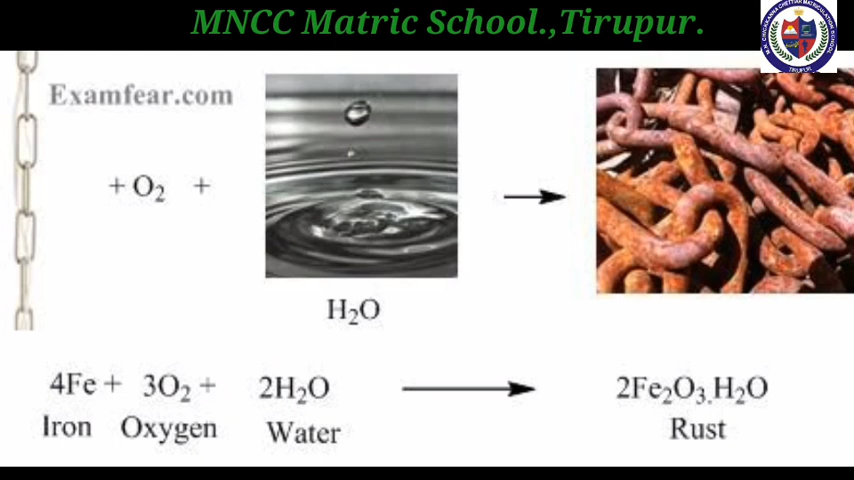 MNCC Matric School.,Tirupur.
Examfear.com
+ O₂ +
H₂O
4Fe + 3O₂ + 2H₂O 2Fe₂O₃.H₂O
Iron Oxygen Water Rust